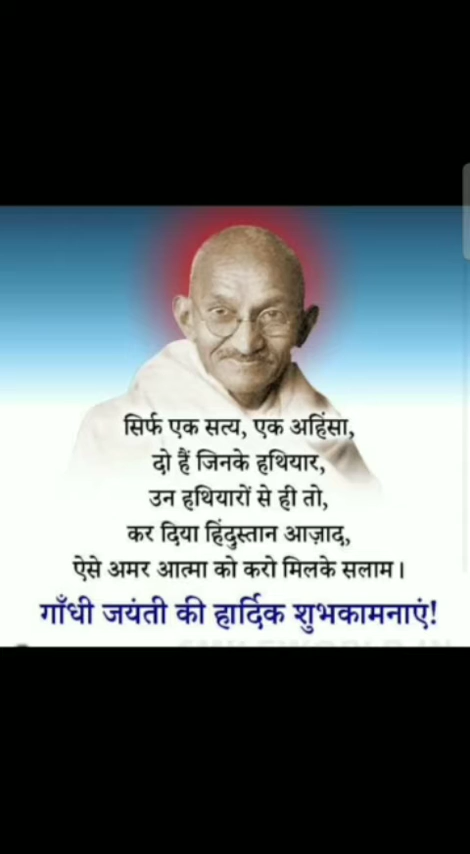 सिर्फ एक सत्य, एक अहिंसा,
दो हैं जिनके हथियार,
उन हथियारों से ही तो,
कर दिया हिंदुस्तान आज़ाद,
ऐसे अमर आत्मा को करो मिलके सलाम।
गाँधी जयंती की हार्दिक शुभकामनाएं!